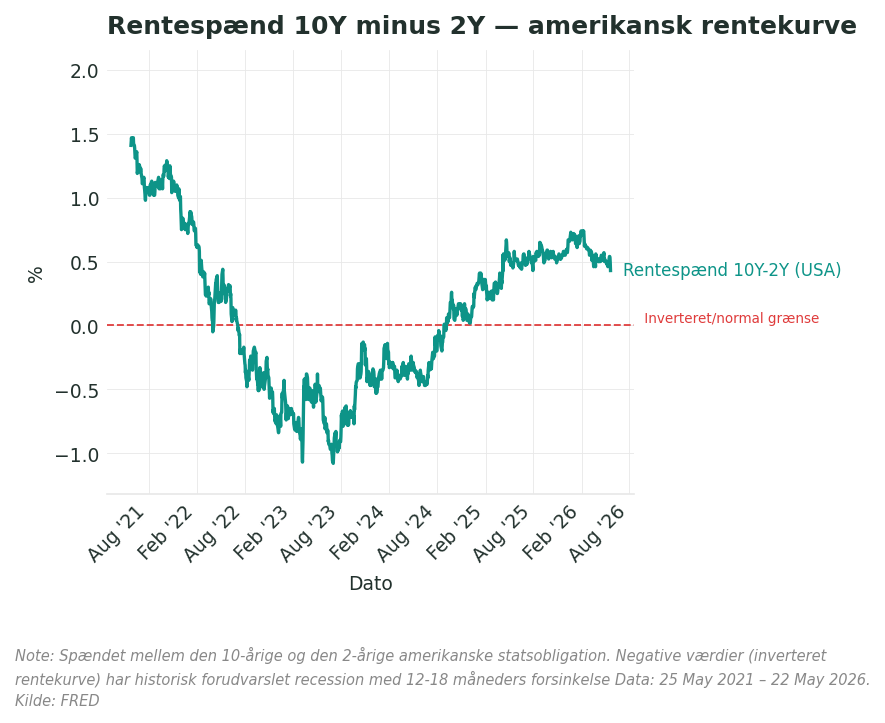 Rentespænd 10Y minus 2Y — amerikansk rentekurve
2.0
1.5
1.0
0.5
0.0
−0.5
−1.0
%
Rentespænd 10Y-2Y (USA)
Inverteret/normal grænse
Aug '21
Feb '22
Aug '22
Feb '23
Aug '23
Feb '24
Aug '24
Feb '25
Aug '25
Feb '26
Aug '26
Dato
Note: Spændet mellem den 10-årige og den 2-årige amerikanske statsobligation. Negative værdier (inverteret
rentekurve) har historisk forudvarslet recession med 12-18 måneders forsinkelse Data: 25 May 2021 – 22 May 2026.
Kilde: FRED